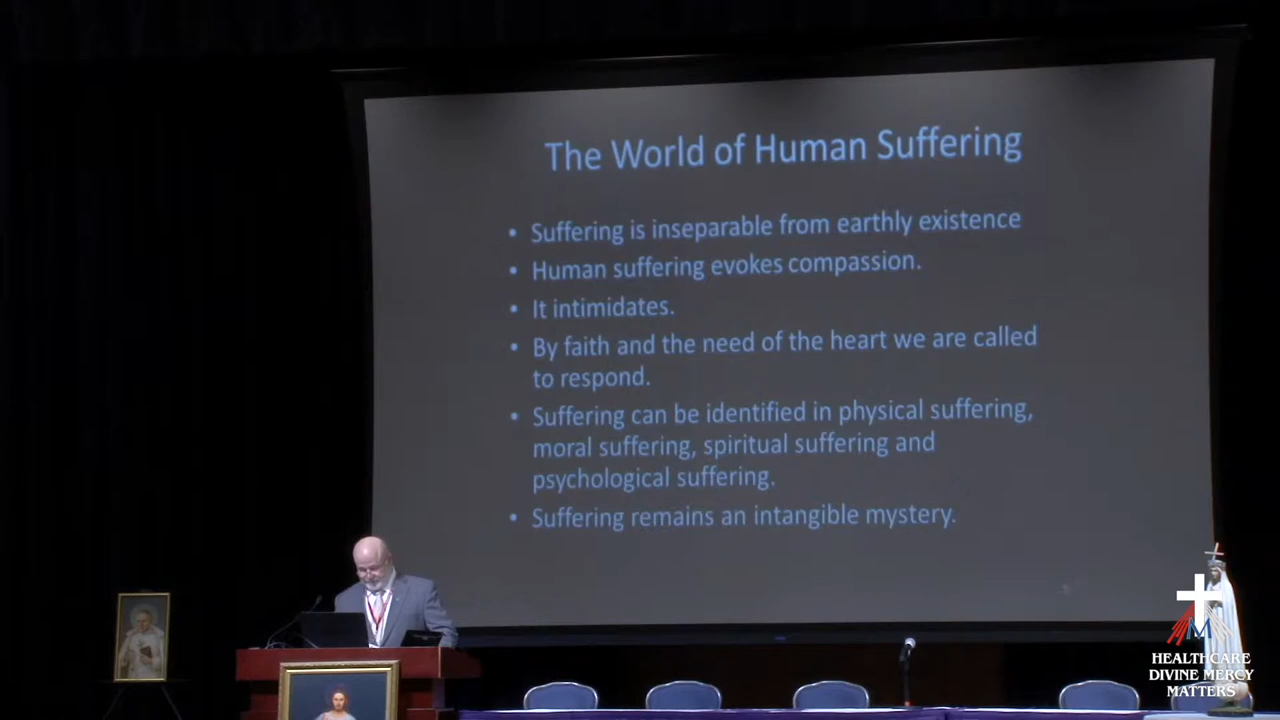 The World of Human Suffering
• Suffering is inseparable from earthly existence
• Human suffering evokes compassion.
• It intimidates.
• By faith and the need of the heart we are called
to respond.
• Suffering can be identified in physical suffering,
moral suffering, spiritual suffering and
psychological suffering.
• Suffering remains an intangible mystery.
M
HEALTHCARE
DIVINE MERCY
MATTERS